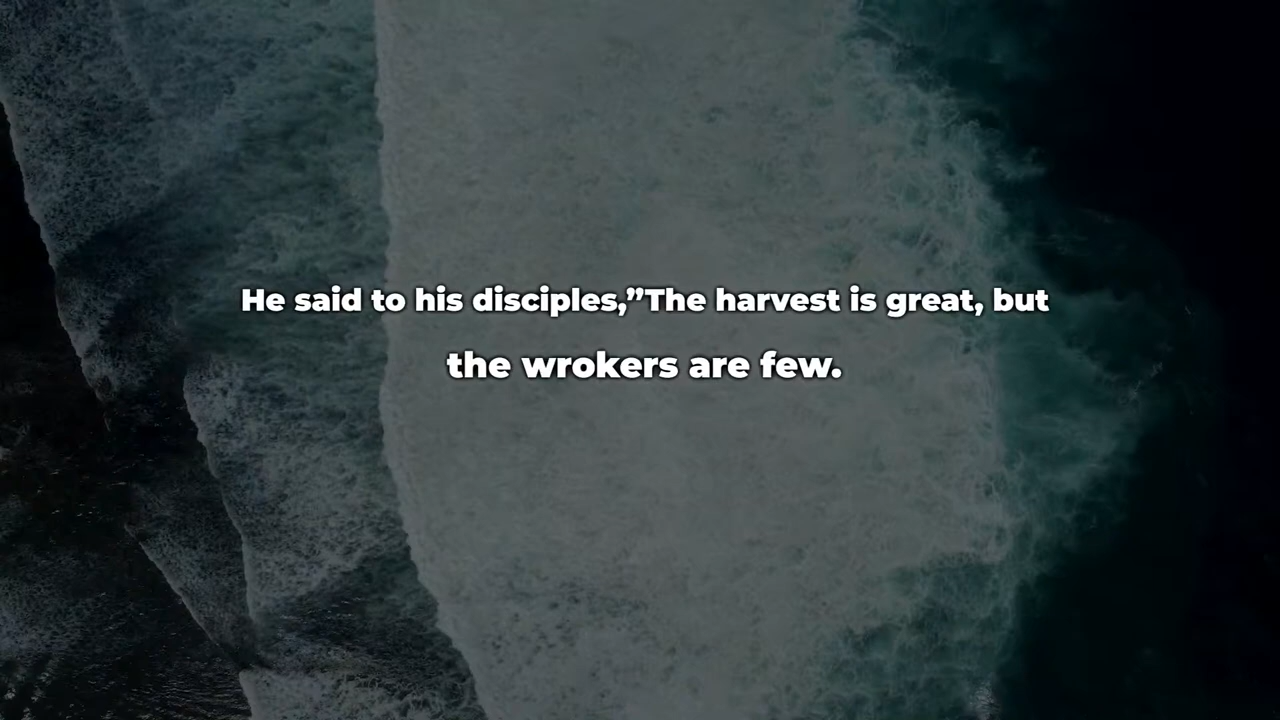 He said to his disciples,”The harvest is great, but
the wrokers are few.